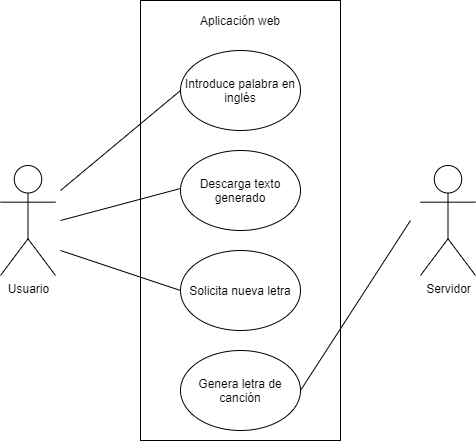 Aplicación web
Introduce palabra en
inglés
Descarga texto
generado
Usuario
Servidor
Solicita nueva letra
Genera letra de
canción